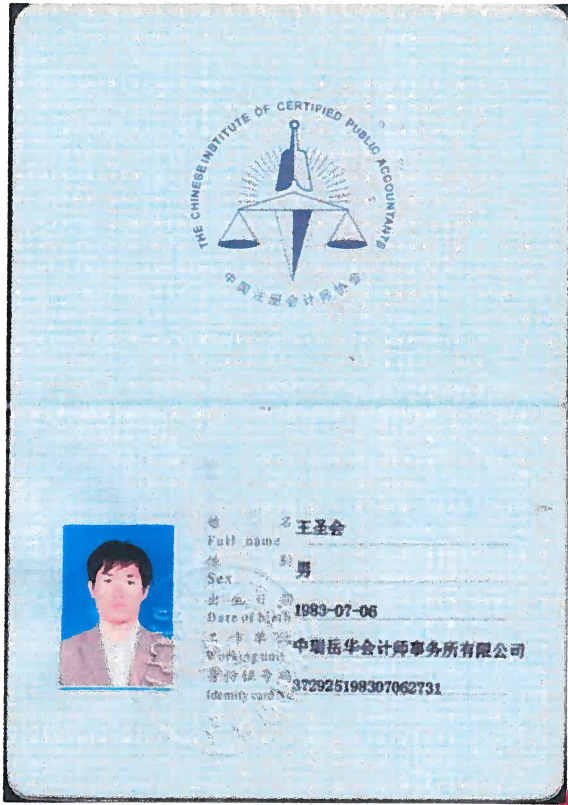 THE CHINESE INSTITUTE OF CERTIFIED PUBLIC ACCOUNTANTS
中国注册会计师协会
姓 名 王圣会
Full name
性 别 男
Sex
出 生 日 期 1983-07-06
Date of birth
工 作 单 位 中瑞岳华会计师事务所有限公司
Working unit
身份证号码 372925198307062731
Identity card No.